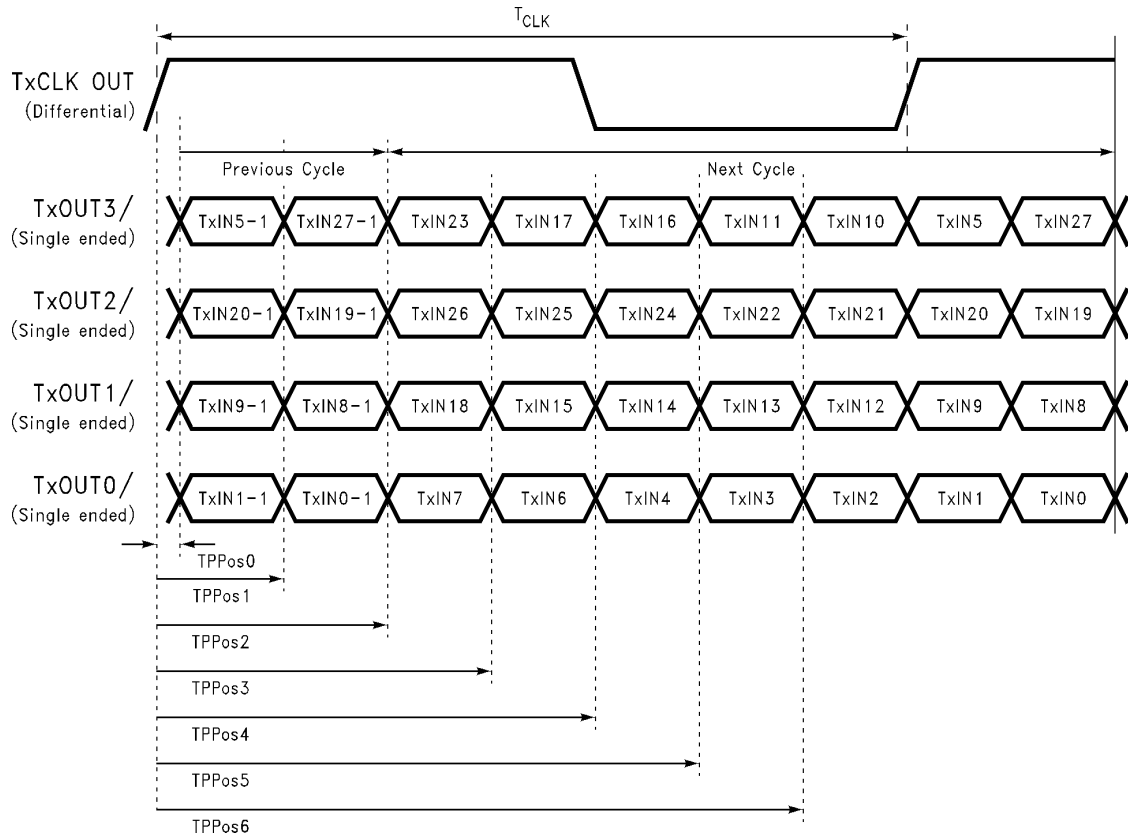 TCLK
TxCLK OUT
(Differential)
Previous Cycle
Next Cycle
TxOUT3/
(Single ended)
TxIN5-1 TxIN27-1 TxIN23 TxIN17 TxIN16 TxIN11 TxIN10 TxIN5 TxIN27
TxOUT2/
(Single ended)
TxIN20-1 TxIN19-1 TxIN26 TxIN25 TxIN24 TxIN22 TxIN21 TxIN20 TxIN19
TxOUT1/
(Single ended)
TxIN9-1 TxIN8-1 TxIN18 TxIN15 TxIN14 TxIN13 TxIN12 TxIN9 TxIN8
TxOUT0/
(Single ended)
TxIN1-1 TxIN0-1 TxIN7 TxIN6 TxIN4 TxIN3 TxIN2 TxIN1 TxIN0
TPPos0
TPPos1
TPPos2
TPPos3
TPPos4
TPPos5
TPPos6